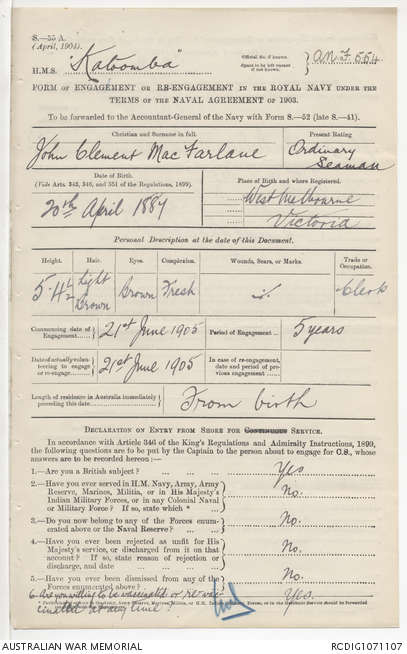 S.—55 A.
(April, 1904.)
H.M.S. "Katoomba"
Official No. if known.
(Space to be left vacant if not known.)
FORM OF ENGAGEMENT OR RE-ENGAGEMENT IN THE ROYAL NAVY UNDER THE
TERMS OF THE NAVAL AGREEMENT OF 1903.
To be forwarded to the Accountant-General of the Navy with Form S.—52 (late S.—41).
Christian and Surname in full.
Present Rating
John Clement MacFarlane
Ordinary
Seaman
Date of Birth.
(Vide Arts. 343, 346, and 351 of the Regulations, 1899.)
Place of Birth and where Registered.
20th April 1887
West Melbourne
Victoria
Personal Description at the date of this Document.
Height. Hair. Eyes. Complexion. Wounds, Scars, or Marks. Trade or Occupation.
5·4½ Light Brown Brown Fresh Clerk
Commencing date of Engagement 21st June 1905 Period of Engagement 5 years
Date of actually volunteering to engage or re-engage 21st June 1905 In case of re-engagement, date and period of previous engagement
Length of residence in Australia immediately preceding this date From birth
DECLARATION ON ENTRY FROM SHORE FOR CONTINUOUS SERVICE.
In accordance with Article 346 of the King's Regulations and Admiralty Instructions, 1899,
the following questions are to be put by the Captain to the person about to engage for C.S., whose
answers are to be recorded hereon:—
1.—Are you a British subject? Yes
2.—Have you ever served in H.M. Navy, Army, Army
Reserve, Marines, Militia, or in His Majesty's
Indian Military Forces, or in any Colonial Naval
or Military Force? If so, state which * No.
3.—Do you now belong to any of the Forces enumerated
above or the Naval Reserve? No.
4.—Have you ever been rejected as unfit for His
Majesty's service, or discharged from it on that
account? If so, state reason of rejection or
discharge, and date No.
5.—Have you ever been dismissed from any of the
Forces enumerated above? No.
6. Are you willing to be vaccinated or re-vaccinated at any time? Yes.
AUSTRALIAN WAR MEMORIAL
RCDIG1071107